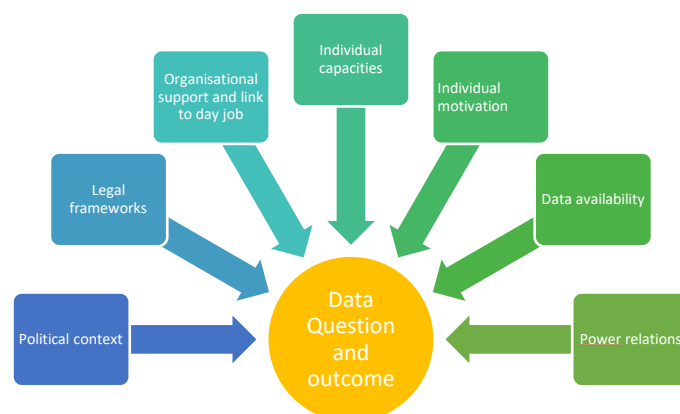 Individual
capacities
Organisational
support and link
to day job
Individual
motivation
Legal
frameworks
Data availability
Data
Question
and
outcome
Political context
Power relations